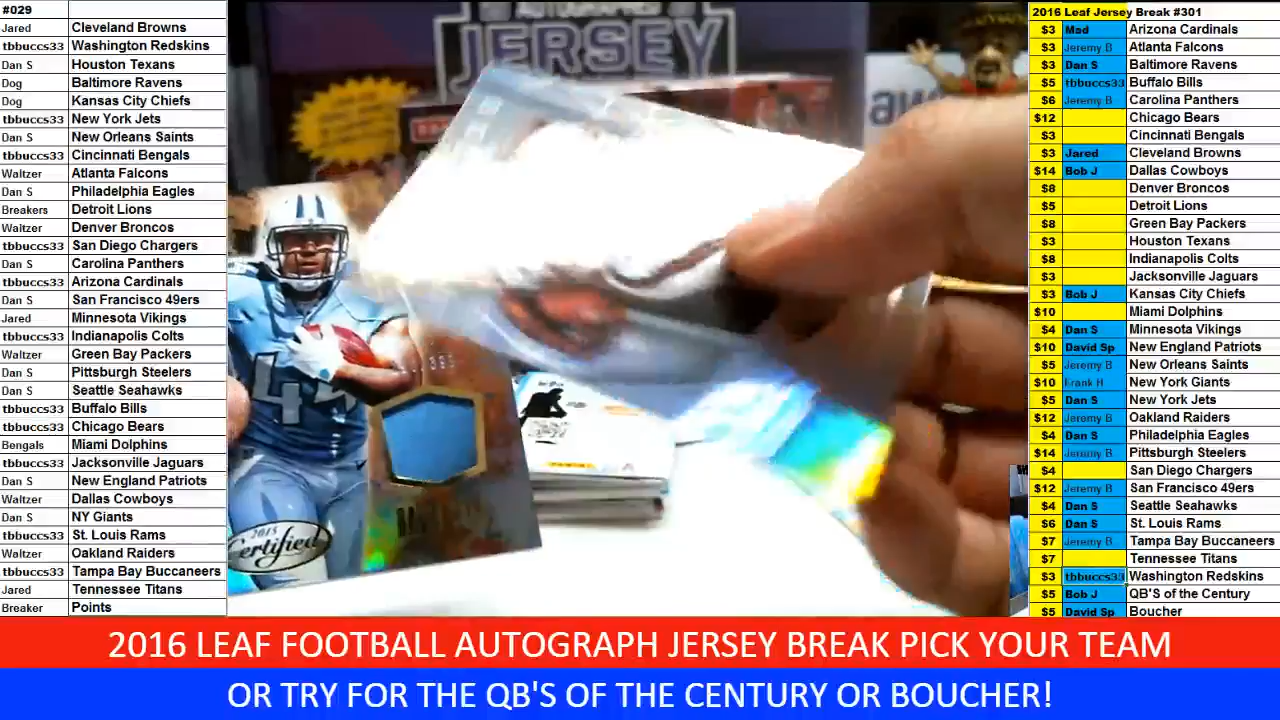 #029
Jared Cleveland Browns
tbbuccs33 Washington Redskins
Dan S Houston Texans
Dog Baltimore Ravens
Dog Kansas City Chiefs
tbbuccs33 New York Jets
Dan S New Orleans Saints
tbbuccs33 Cincinnati Bengals
Waltzer Atlanta Falcons
Dan S Philadelphia Eagles
Breakers Detroit Lions
Waltzer Denver Broncos
tbbuccs33 San Diego Chargers
Dan S Carolina Panthers
tbbuccs33 Arizona Cardinals
Dan S San Francisco 49ers
Jared Minnesota Vikings
tbbuccs33 Indianapolis Colts
Waltzer Green Bay Packers
Dan S Pittsburgh Steelers
Dan S Seattle Seahawks
tbbuccs33 Buffalo Bills
tbbuccs33 Chicago Bears
Bengals Miami Dolphins
tbbuccs33 Jacksonville Jaguars
Dan S New England Patriots
Waltzer Dallas Cowboys
Dan S NY Giants
tbbuccs33 St. Louis Rams
Waltzer Oakland Raiders
tbbuccs33 Tampa Bay Buccaneers
Jared Tennessee Titans
Breaker Points
JERSEY
2015
Certified
PANINI
2016 Leaf Jersey Break #301
$3 Mad Arizona Cardinals
$3 Jeremy B Atlanta Falcons
$3 Dan S Baltimore Ravens
$5 tbbuccs33 Buffalo Bills
$6 Jeremy B Carolina Panthers
$12 Chicago Bears
$3 Cincinnati Bengals
$3 Jared Cleveland Browns
$14 Bob J Dallas Cowboys
$8 Denver Broncos
$5 Detroit Lions
$8 Green Bay Packers
$3 Houston Texans
$8 Indianapolis Colts
$3 Jacksonville Jaguars
$3 Bob J Kansas City Chiefs
$10 Miami Dolphins
$4 Dan S Minnesota Vikings
$10 David Sp New England Patriots
$5 Jeremy B New Orleans Saints
$10 Frank H New York Giants
$5 Dan S New York Jets
$12 Jeremy B Oakland Raiders
$4 Dan S Philadelphia Eagles
$14 Jeremy B Pittsburgh Steelers
$4 San Diego Chargers
$12 Jeremy B San Francisco 49ers
$4 Dan S Seattle Seahawks
$6 Dan S St. Louis Rams
$7 Jeremy B Tampa Bay Buccaneers
$7 Tennessee Titans
$3 tbbuccs33 Washington Redskins
$5 Bob J QB'S of the Century
$5 David Sp Boucher
2016 LEAF FOOTBALL AUTOGRAPH JERSEY BREAK PICK YOUR TEAM
OR TRY FOR THE QB'S OF THE CENTURY OR BOUCHER!